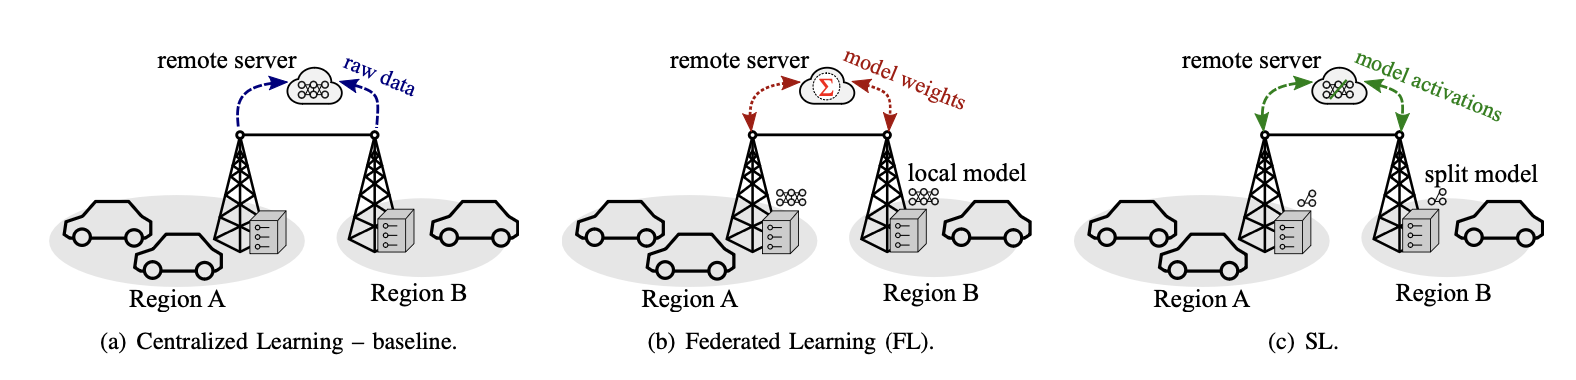 remote server
raw data
Region A
Region B
(a) Centralized Learning – baseline.
remote server
Σ
model weights
local model
Region A
Region B
(b) Federated Learning (FL).
remote server
model activations
split model
Region A
Region B
(c) SL.